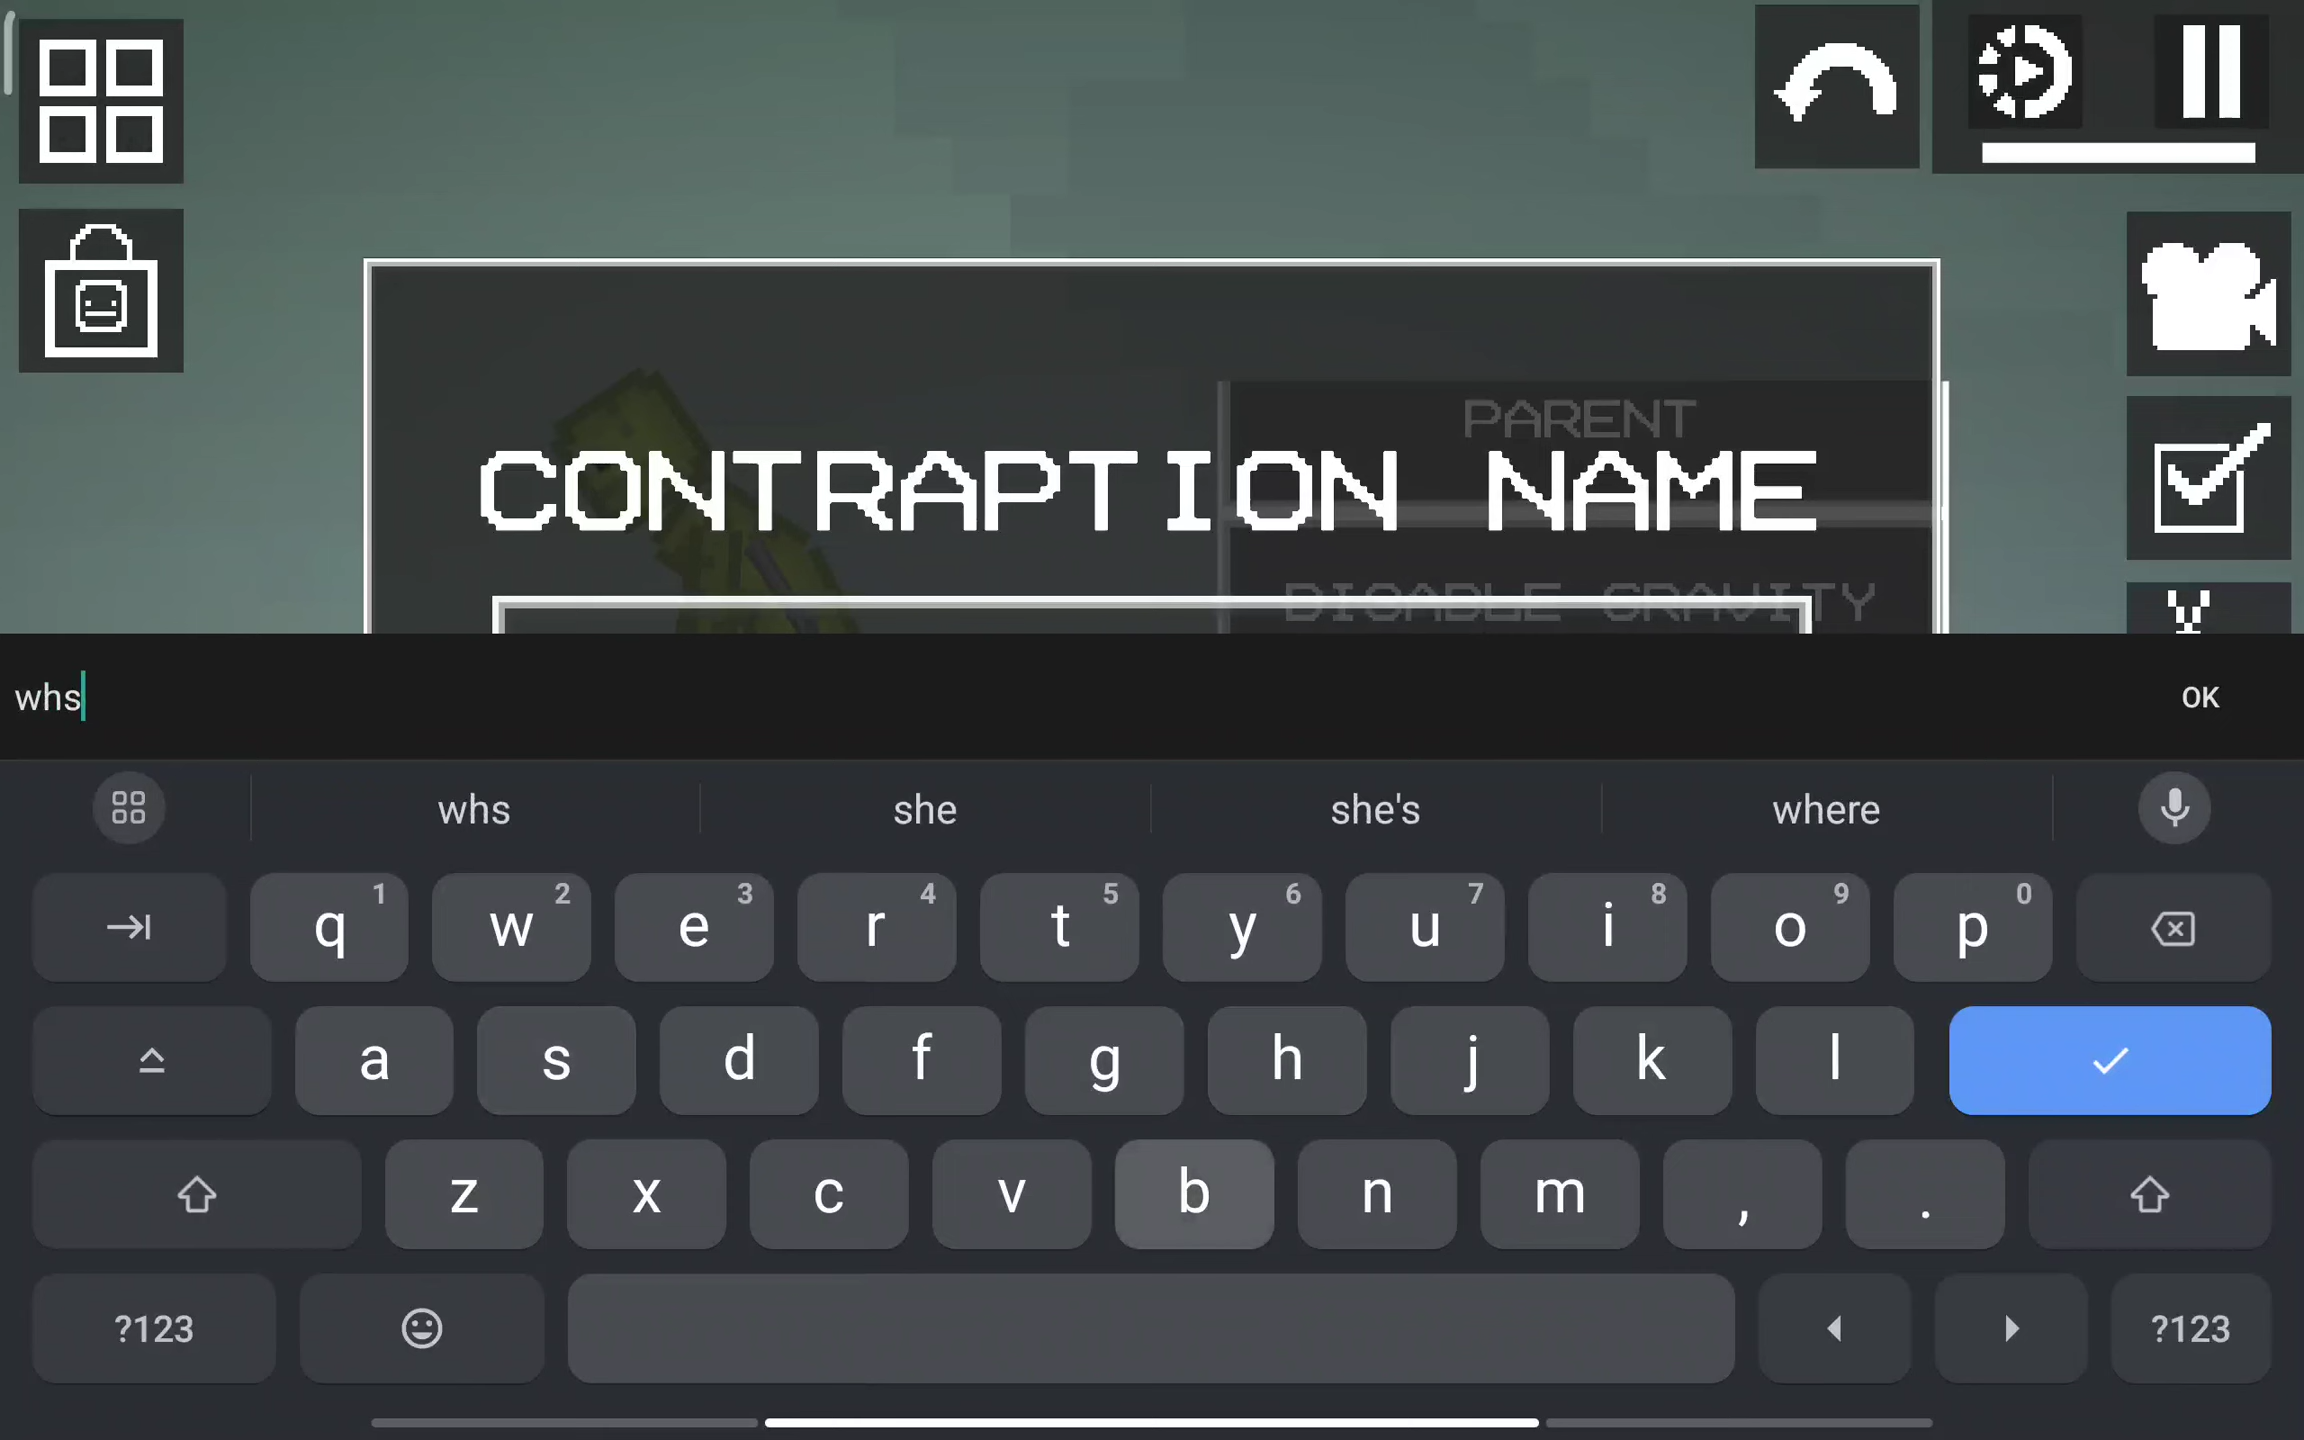 PARENT
CONTRAPTION NAME
DISABLE GRAVITY
whs
OK
whs she she's where
1 2 3 4 5 6 7 8 9 0
q w e r t y u i o p
a s d f g h j k l
z x c v b n m , .
?123 ?123